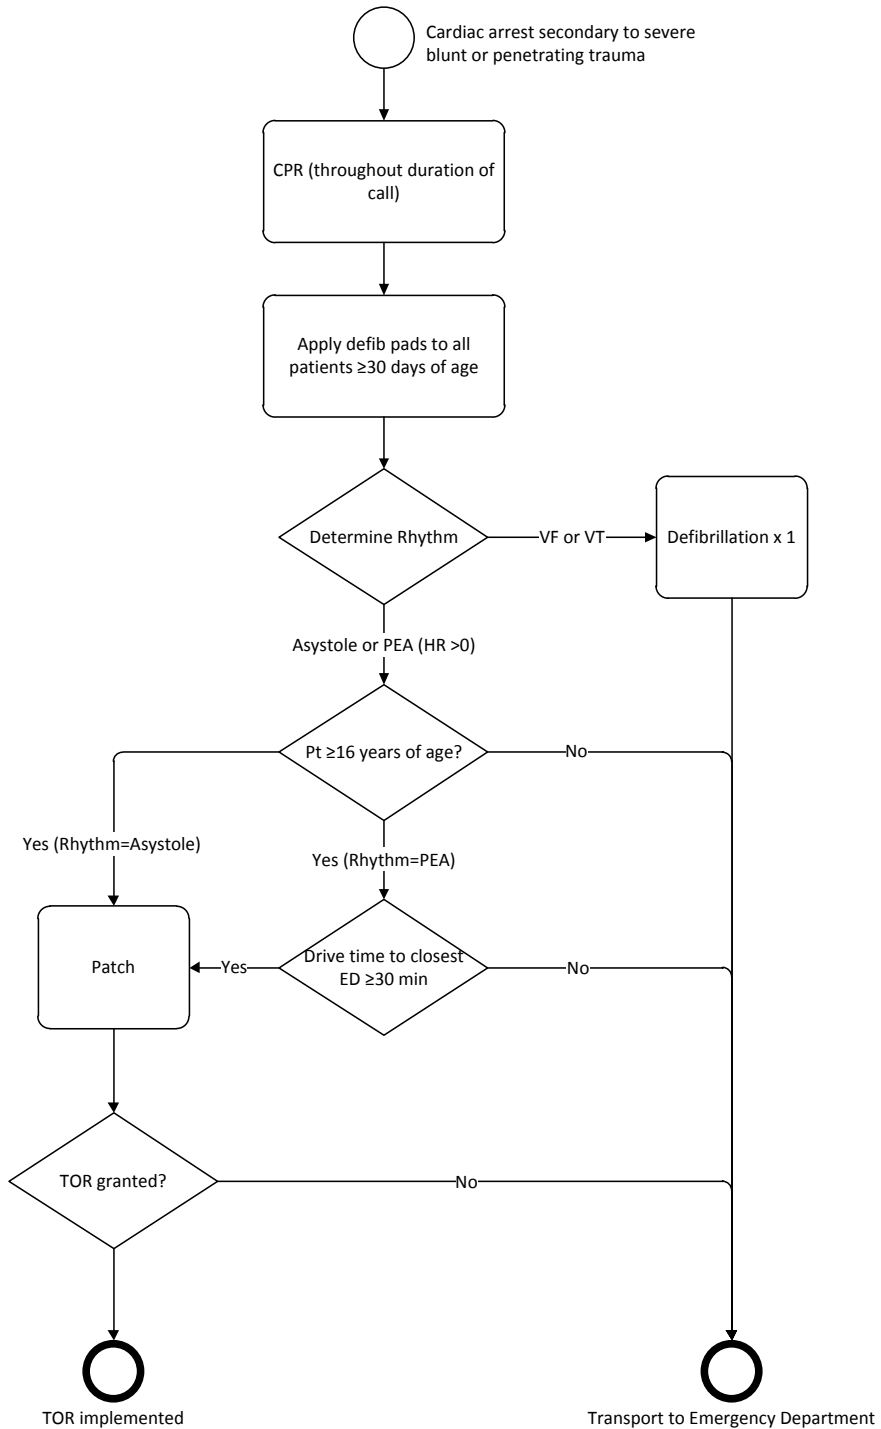 Cardiac arrest secondary to severe
blunt or penetrating trauma
CPR (throughout duration of
call)
Apply defib pads to all
patients ≥30 days of age
Determine Rhythm
VF or VT
Defibrillation x 1
Asystole or PEA (HR >0)
Pt ≥16 years of age?
No
Yes (Rhythm=Asystole)
Yes (Rhythm=PEA)
Patch
Yes
Drive time to closest
ED ≥30 min
No
TOR granted?
No
TOR implemented
Transport to Emergency Department